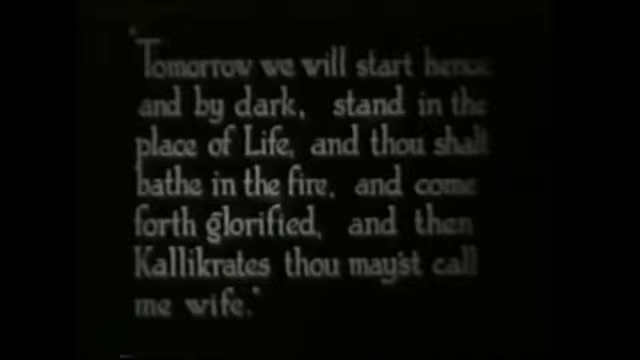 "Tomorrow we will start hence
and by dark, stand in the
place of Life, and thou shalt
bathe in the fire, and come
forth glorified, and then
Kallikrates thou may'st call
me wife."